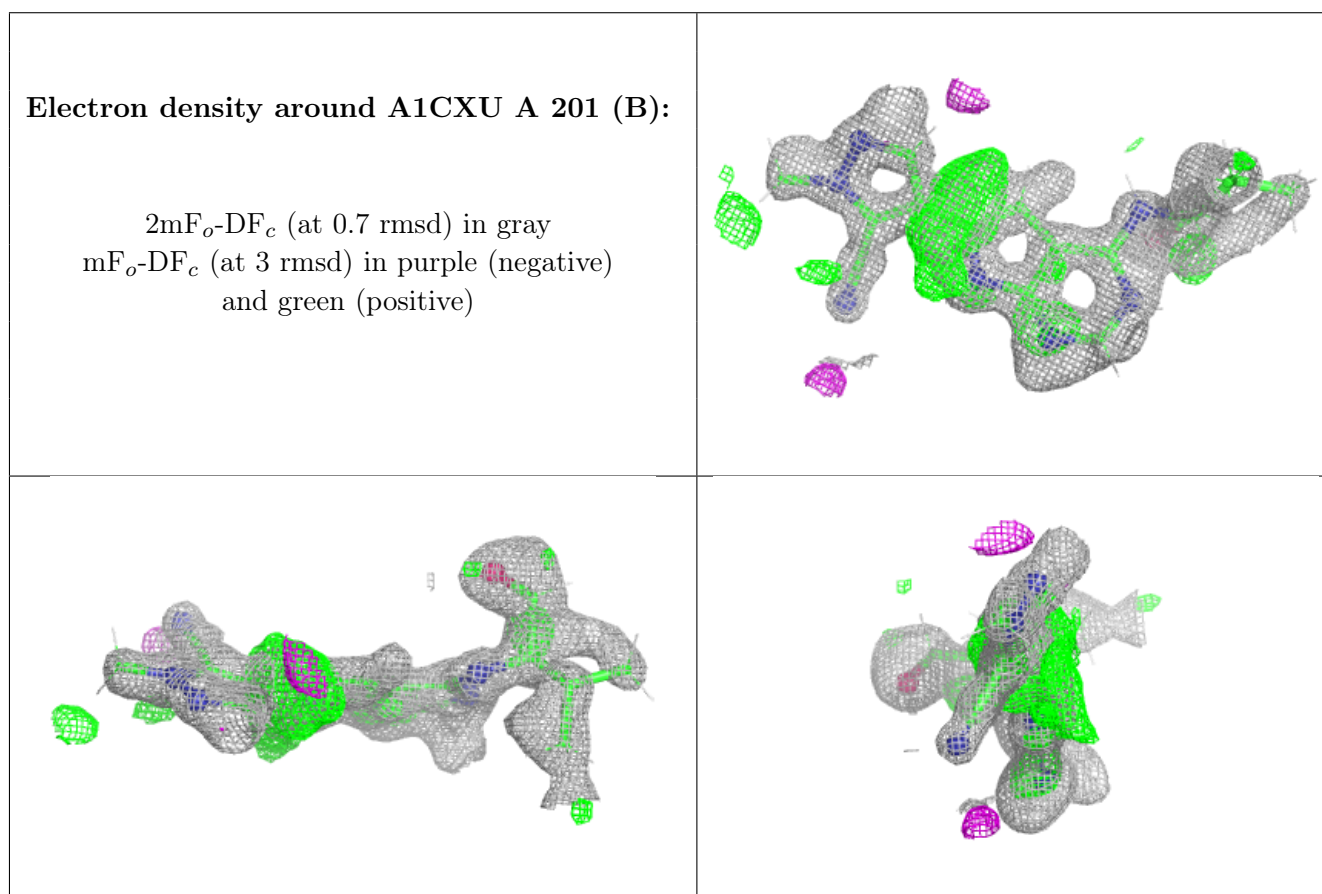 Electron density around A1CXU A 201 (B):
2mFo-DFc (at 0.7 rmsd) in gray
mFo-DFc (at 3 rmsd) in purple (negative)
and green (positive)